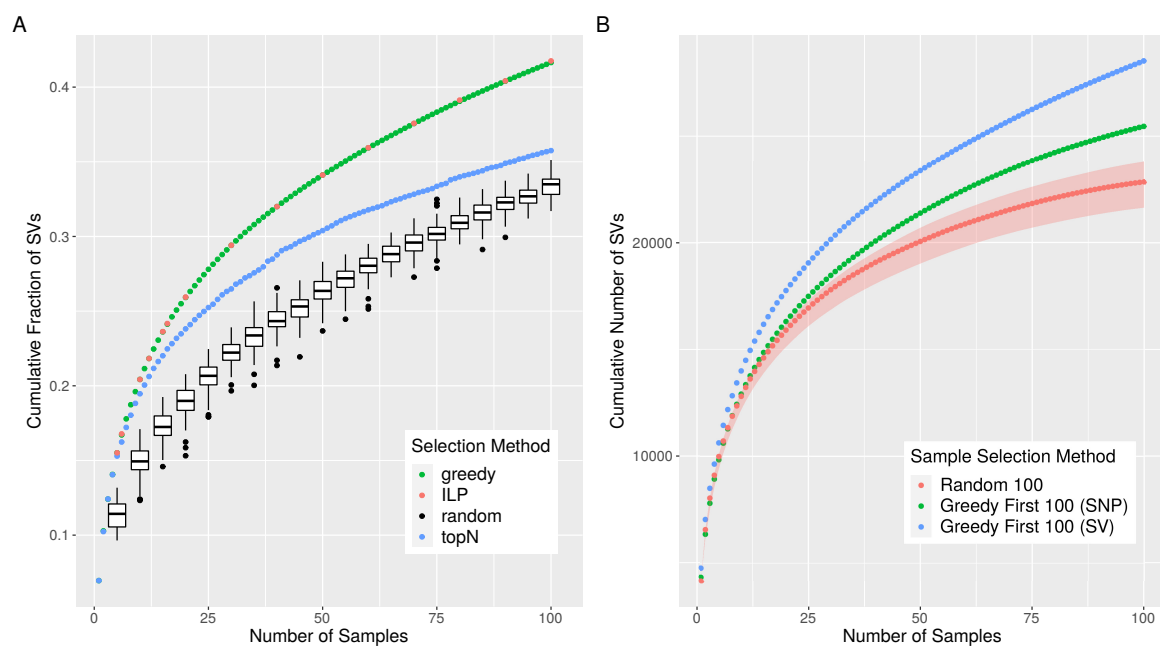 A
0.4
0.3
0.2
0.1
Cumulative Fraction of SVs
0 25 50 75 100
Number of Samples
Selection Method
greedy
ILP
random
topN
B
20000
10000
Cumulative Number of SVs
0 25 50 75 100
Number of Samples
Sample Selection Method
Random 100
Greedy First 100 (SNP)
Greedy First 100 (SV)